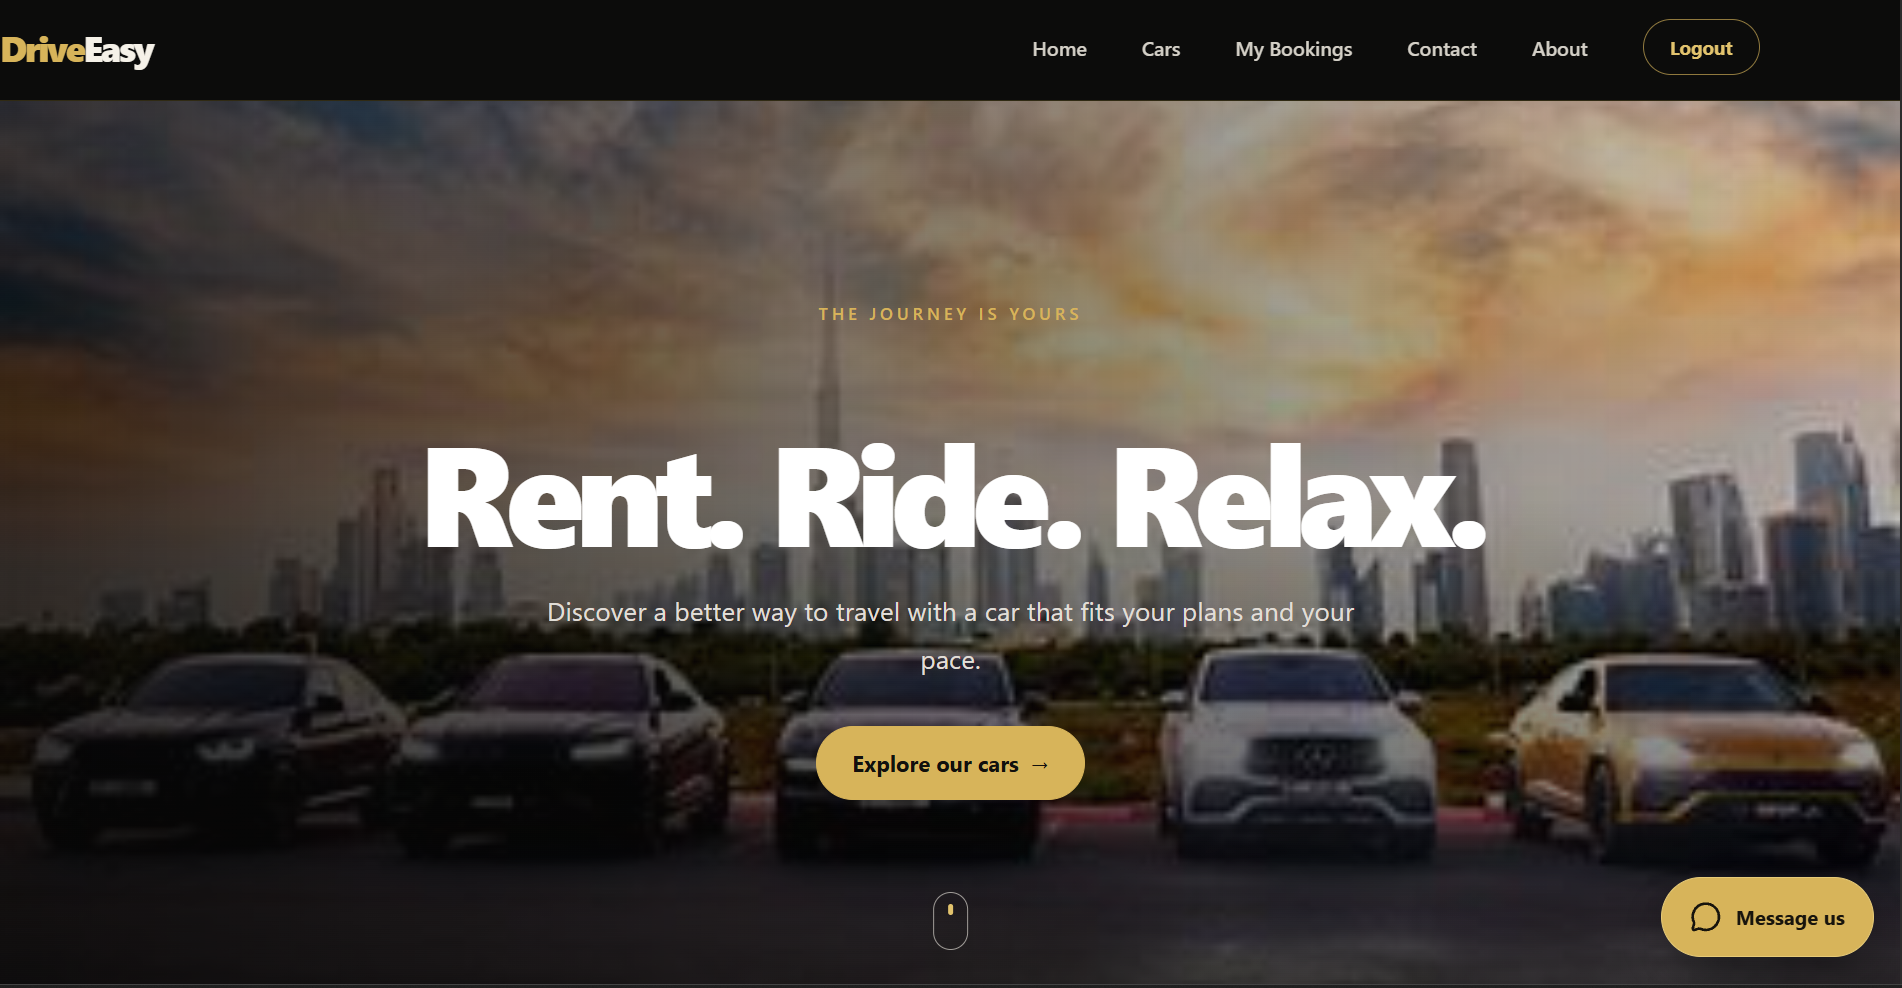 DriveEasy
Home
Cars
My Bookings
Contact
About
Logout
THE JOURNEY IS YOURS
Rent. Ride. Relax.
Discover a better way to travel with a car that fits your plans and your
pace.
Explore our cars →
Message us